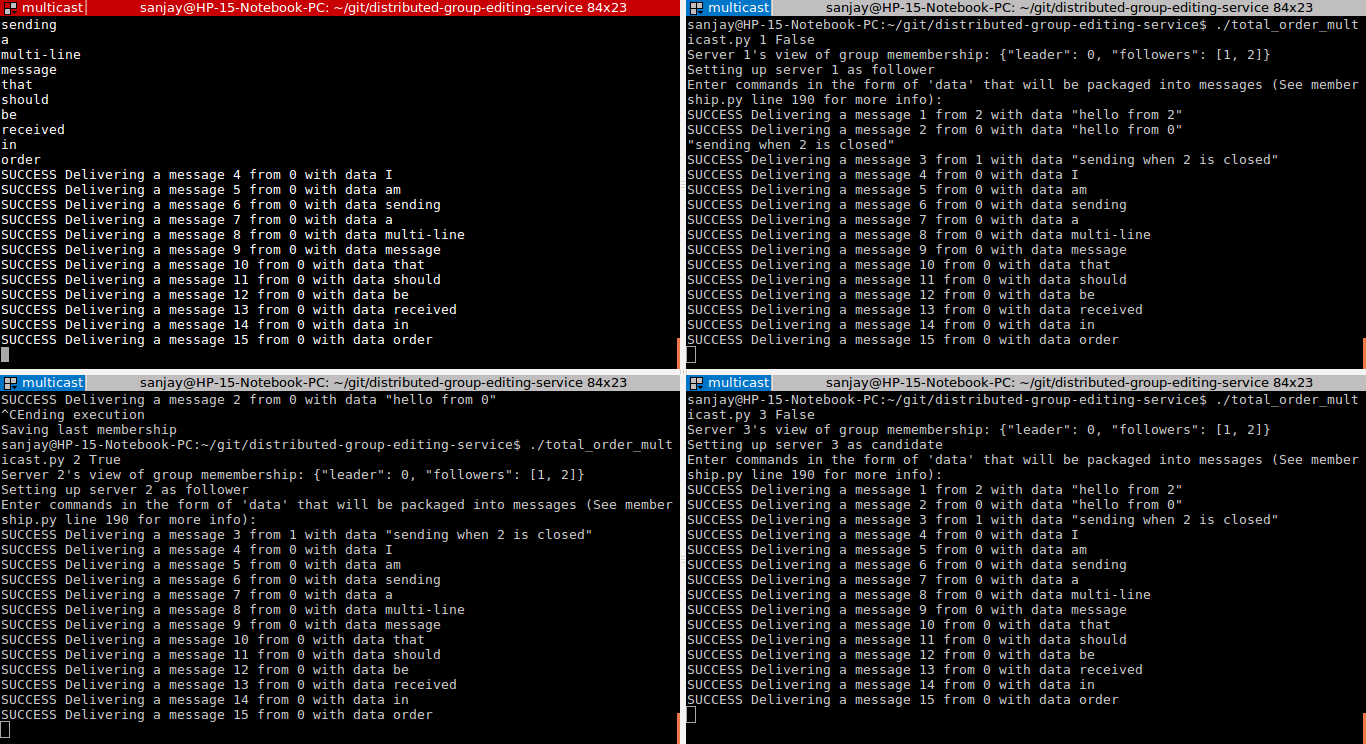 multicast sanjay@HP-15-Notebook-PC: ~/git/distributed-group-editing-service 84x23
sending
a
multi-line
message
that
should
be
received
in
order
SUCCESS Delivering a message 4 from 0 with data I
SUCCESS Delivering a message 5 from 0 with data am
SUCCESS Delivering a message 6 from 0 with data sending
SUCCESS Delivering a message 7 from 0 with data a
SUCCESS Delivering a message 8 from 0 with data multi-line
SUCCESS Delivering a message 9 from 0 with data message
SUCCESS Delivering a message 10 from 0 with data that
SUCCESS Delivering a message 11 from 0 with data should
SUCCESS Delivering a message 12 from 0 with data be
SUCCESS Delivering a message 13 from 0 with data received
SUCCESS Delivering a message 14 from 0 with data in
SUCCESS Delivering a message 15 from 0 with data order
multicast sanjay@HP-15-Notebook-PC: ~/git/distributed-group-editing-service 84x23
sanjay@HP-15-Notebook-PC:~/git/distributed-group-editing-service$ ./total_order_mult
icast.py 1 False
Server 1's view of group memembership: {"leader": 0, "followers": [1, 2]}
Setting up server 1 as follower
Enter commands in the form of 'data' that will be packaged into messages (See member
ship.py line 190 for more info):
SUCCESS Delivering a message 1 from 2 with data "hello from 2"
SUCCESS Delivering a message 2 from 0 with data "hello from 0"
"sending when 2 is closed"
SUCCESS Delivering a message 3 from 1 with data "sending when 2 is closed"
SUCCESS Delivering a message 4 from 0 with data I
SUCCESS Delivering a message 5 from 0 with data am
SUCCESS Delivering a message 6 from 0 with data sending
SUCCESS Delivering a message 7 from 0 with data a
SUCCESS Delivering a message 8 from 0 with data multi-line
SUCCESS Delivering a message 9 from 0 with data message
SUCCESS Delivering a message 10 from 0 with data that
SUCCESS Delivering a message 11 from 0 with data should
SUCCESS Delivering a message 12 from 0 with data be
SUCCESS Delivering a message 13 from 0 with data received
SUCCESS Delivering a message 14 from 0 with data in
SUCCESS Delivering a message 15 from 0 with data order
multicast sanjay@HP-15-Notebook-PC: ~/git/distributed-group-editing-service 84x23
SUCCESS Delivering a message 2 from 0 with data "hello from 0"
^CEnding execution
Saving last membership
sanjay@HP-15-Notebook-PC:~/git/distributed-group-editing-service$ ./total_order_mult
icast.py 2 True
Server 2's view of group memembership: {"leader": 0, "followers": [1, 2]}
Setting up server 2 as follower
Enter commands in the form of 'data' that will be packaged into messages (See member
ship.py line 190 for more info):
SUCCESS Delivering a message 3 from 1 with data "sending when 2 is closed"
SUCCESS Delivering a message 4 from 0 with data I
SUCCESS Delivering a message 5 from 0 with data am
SUCCESS Delivering a message 6 from 0 with data sending
SUCCESS Delivering a message 7 from 0 with data a
SUCCESS Delivering a message 8 from 0 with data multi-line
SUCCESS Delivering a message 9 from 0 with data message
SUCCESS Delivering a message 10 from 0 with data that
SUCCESS Delivering a message 11 from 0 with data should
SUCCESS Delivering a message 12 from 0 with data be
SUCCESS Delivering a message 13 from 0 with data received
SUCCESS Delivering a message 14 from 0 with data in
SUCCESS Delivering a message 15 from 0 with data order
multicast sanjay@HP-15-Notebook-PC: ~/git/distributed-group-editing-service 84x23
sanjay@HP-15-Notebook-PC:~/git/distributed-group-editing-service$ ./total_order_mult
icast.py 3 False
Server 3's view of group memembership: {"leader": 0, "followers": [1, 2]}
Setting up server 3 as candidate
Enter commands in the form of 'data' that will be packaged into messages (See member
ship.py line 190 for more info):
SUCCESS Delivering a message 1 from 2 with data "hello from 2"
SUCCESS Delivering a message 2 from 0 with data "hello from 0"
SUCCESS Delivering a message 3 from 1 with data "sending when 2 is closed"
SUCCESS Delivering a message 4 from 0 with data I
SUCCESS Delivering a message 5 from 0 with data am
SUCCESS Delivering a message 6 from 0 with data sending
SUCCESS Delivering a message 7 from 0 with data a
SUCCESS Delivering a message 8 from 0 with data multi-line
SUCCESS Delivering a message 9 from 0 with data message
SUCCESS Delivering a message 10 from 0 with data that
SUCCESS Delivering a message 11 from 0 with data should
SUCCESS Delivering a message 12 from 0 with data be
SUCCESS Delivering a message 13 from 0 with data received
SUCCESS Delivering a message 14 from 0 with data in
SUCCESS Delivering a message 15 from 0 with data order